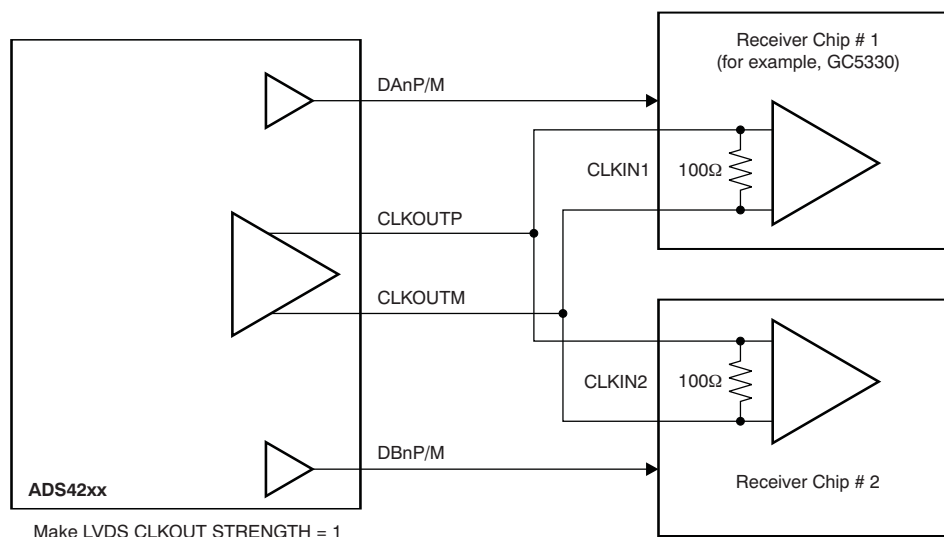 Receiver Chip # 1
(for example, GC5330)
DAnP/M
CLKIN1
100Ω
CLKOUTP
CLKOUTM
CLKIN2
100Ω
DBnP/M
ADS42xx
Receiver Chip # 2
Make LVDS CLKOUT STRENGTH = 1